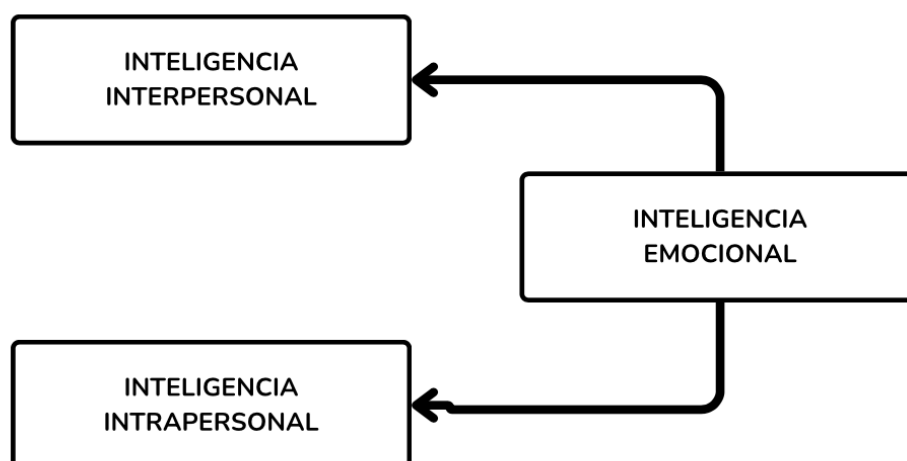 INTELIGENCIA
INTERPERSONAL
INTELIGENCIA
EMOCIONAL
INTELIGENCIA
INTRAPERSONAL